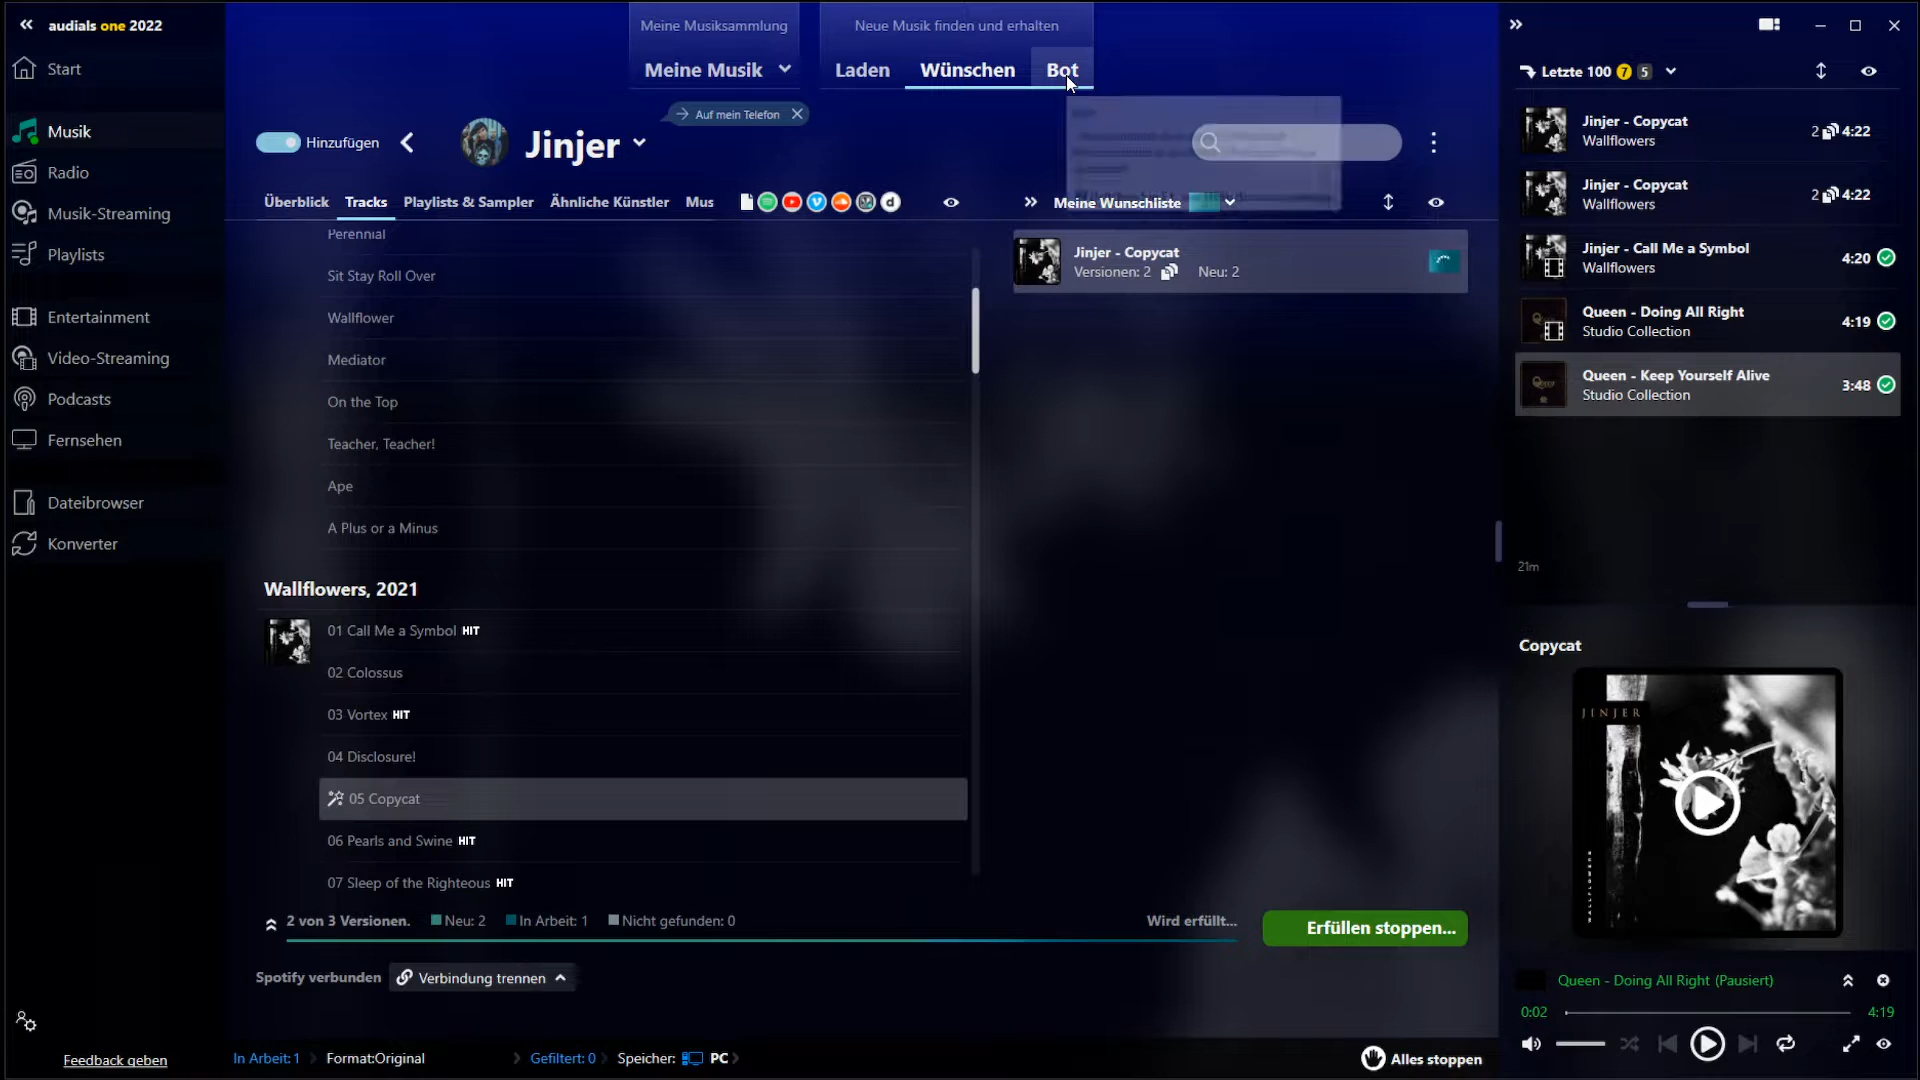 audials one 2022
Start
Musik
Radio
Musik-Streaming
Playlists
Entertainment
Video-Streaming
Podcasts
Fernsehen
Dateibrowser
Konverter
Feedback geben
Meine Musiksammlung
Meine Musik
Neue Musik finden und erhalten
Laden
Wünschen
Bot
Auf mein Telefon
Hinzufügen
Jinjer
Überblick
Tracks
Playlists & Sampler
Ähnliche Künstler
Mus
Perennial
Sit Stay Roll Over
Wallflower
Mediator
On the Top
Teacher, Teacher!
Ape
A Plus or a Minus
Wallflowers, 2021
01 Call Me a Symbol HIT
02 Colossus
03 Vortex HIT
04 Disclosure!
05 Copycat
06 Pearls and Swine HIT
07 Sleep of the Righteous HIT
Meine Wunschliste
Jinjer - Copycat
Versionen: 2 Neu: 2
2 von 3 Versionen. Neu: 2 In Arbeit: 1 Nicht gefunden: 0
Wird erfüllt...
Erfüllen stoppen...
Spotify verbunden
Verbindung trennen
In Arbeit: 1
Format:Original
Gefiltert: 0
Speicher: PC
Alles stoppen
Letzte 100 7 5
Jinjer - Copycat
Wallflowers
2 4:22
Jinjer - Copycat
Wallflowers
2 4:22
Jinjer - Call Me a Symbol
Wallflowers
4:20
Queen - Doing All Right
Studio Collection
4:19
Queen - Keep Yourself Alive
Studio Collection
3:48
21m
Copycat
JINJER
WALLFLOWERS
Queen - Doing All Right (Pausiert)
0:02
4:19